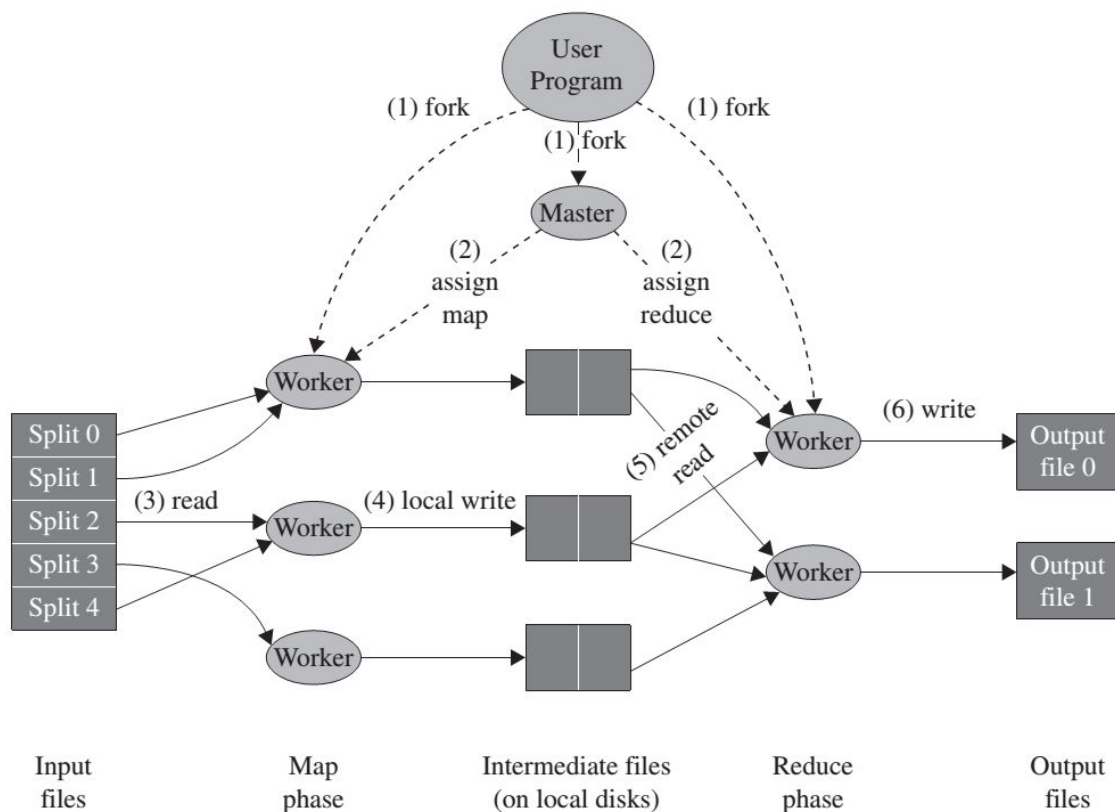 User
Program
(1) fork
(1) fork
(1) fork
Master
(2)
assign
map
(2)
assign
reduce
Worker
Split 0
Split 1
Split 2
Split 3
Split 4
(3) read
Worker
(4) local write
Worker
(5) remote
read
Worker
(6) write
Output
file 0
Worker
Output
file 1
Input
files
Map
phase
Intermediate files
(on local disks)
Reduce
phase
Output
files